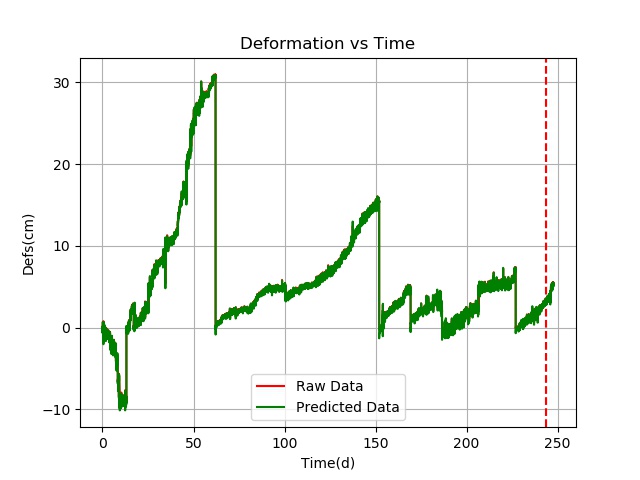 Deformation vs Time
Defs(cm)
30
20
10
0
−10
0 50 100 150 200 250
Time(d)
Raw Data
Predicted Data